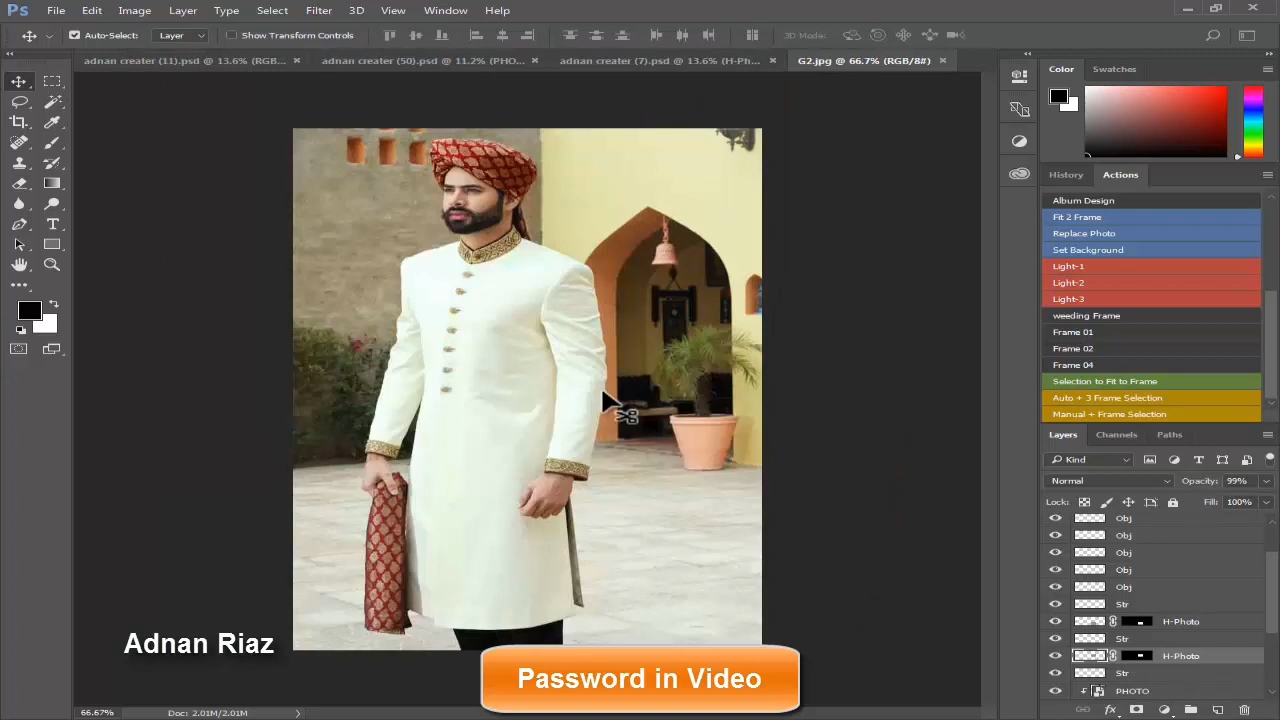 Ps File Edit Image Layer Type Select Filter 3D View Window Help
Auto-Select: Layer Show Transform Controls 3D Mode:
adnan creater (11).psd @ 13.6% (RGB... × adnan creater (50).psd @ 11.2% (PHO... × adnan creater (7).psd @ 13.6% (H-Ph... × G2.jpg @ 66.7% (RGB/8#) ×
Color Swatches
History Actions
Album Design
Fit 2 Frame
Replace Photo
Set Background
Light-1
Light-2
Light-3
weeding Frame
Frame 01
Frame 02
Frame 04
Selection to Fit to Frame
Auto + 3 Frame Selection
Manual + Frame Selection
Layers Channels Paths
Kind
Normal Opacity: 99%
Lock: Fill: 100%
Obj
Obj
Obj
Obj
Obj
Str
H-Photo
Str
H-Photo
Str
PHOTO
Adnan Riaz
Password in Video
66.67% Doc: 2.01M/2.01M